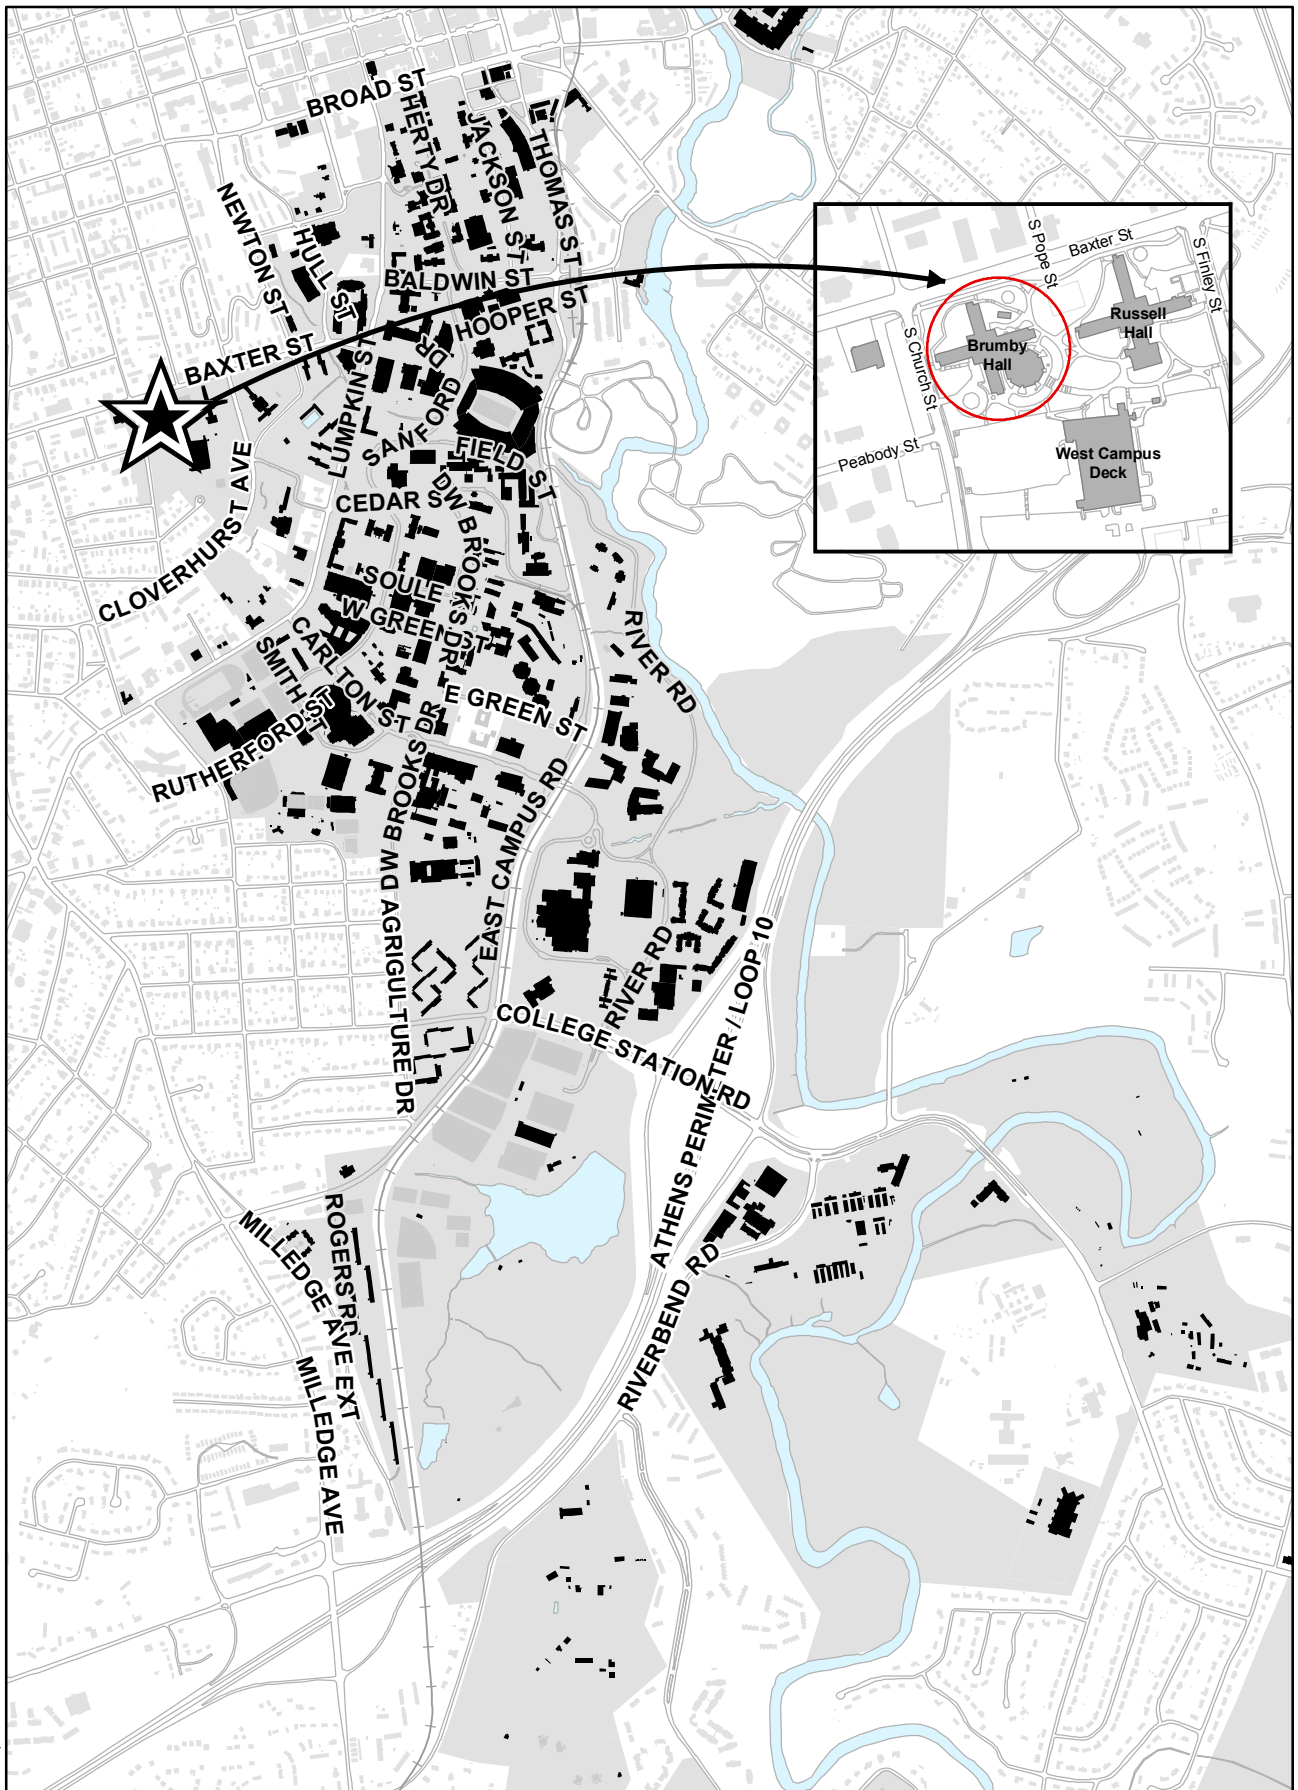 BROAD ST
HERTY DR
JACKSON ST
THOMAS ST
NEWTON ST
HULL ST
BALDWIN ST
HOOPER ST
BAXTER ST
LUMPKIN ST
SANFORD
DR
FIELD ST
CLOVERHURST AVE
CEDAR S
DW BROOKS DR
SOULE
W GREEN ST
CARLTON ST
SMITH ST
RUTHERFORD ST
E GREEN ST
RIVER RD
DW BROOKS DR
EAST CAMPUS RD
AGRIGULTURE DR
RIVER RD
COLLEGE STATION RD
ATHENS PERIMETER / LOOP 10
RIVERBEND RD
ROGERS RD
MILLEDGE AVE EXT
MILLEDGE AVE
S Pope St
Baxter St
S Finley St
S Church St
Peabody St
Russell
Hall
Brumby
Hall
West Campus
Deck